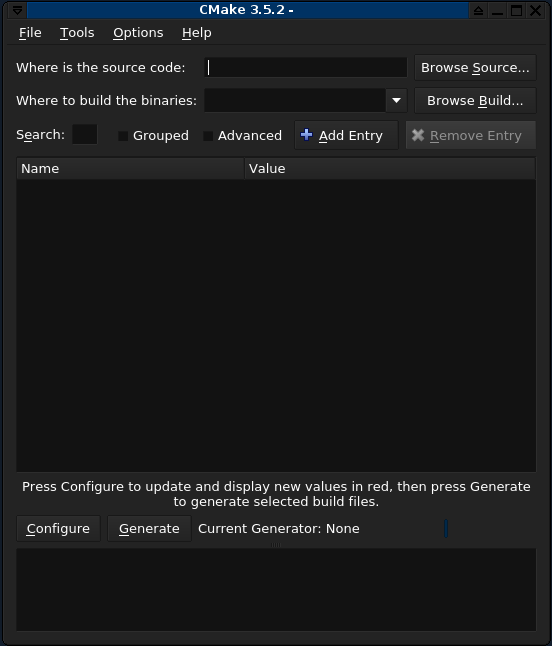 CMake 3.5.2 -
File Tools Options Help
Where is the source code: Browse Source...
Where to build the binaries: Browse Build...
Search: Grouped Advanced Add Entry Remove Entry
Name Value
Press Configure to update and display new values in red, then press Generate
to generate selected build files.
Configure Generate Current Generator: None